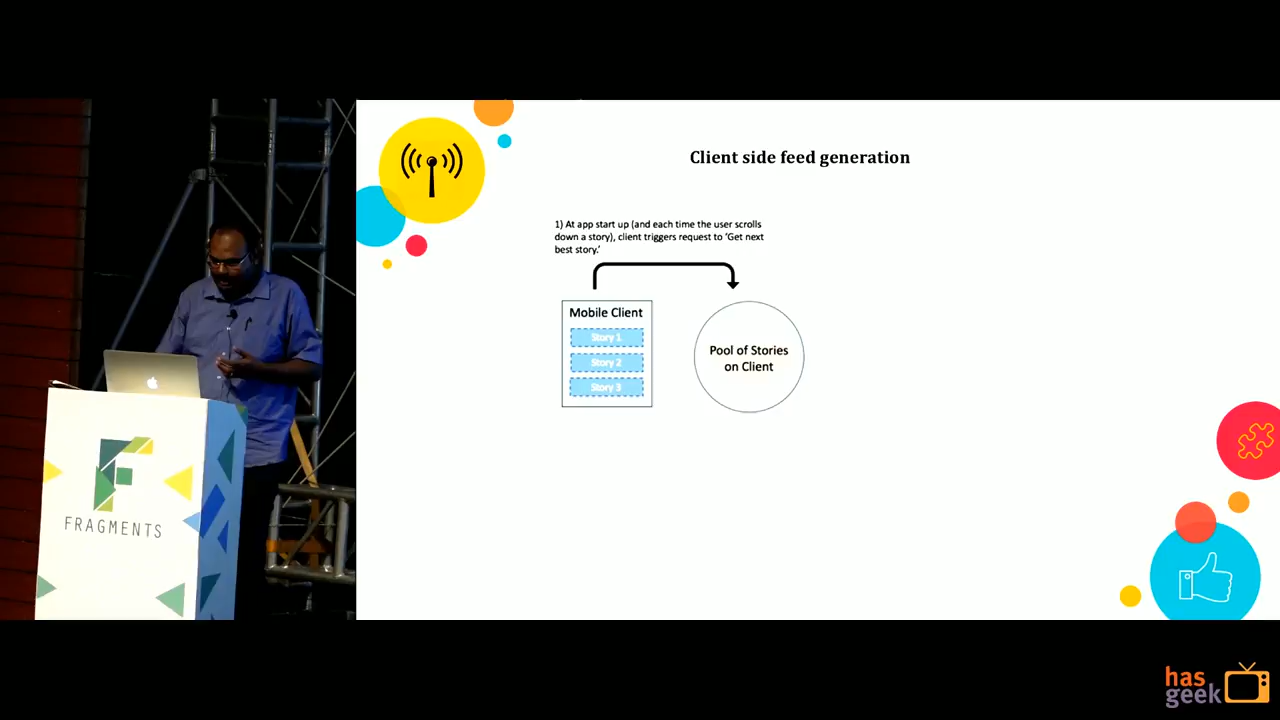 Client side feed generation
1) At app start up (and each time the user scrolls
down a story), client triggers request to ‘Get next
best story.’
Mobile Client
Story 1
Story 2
Story 3
Pool of Stories
on Client
FRAGMENTS
has
geek